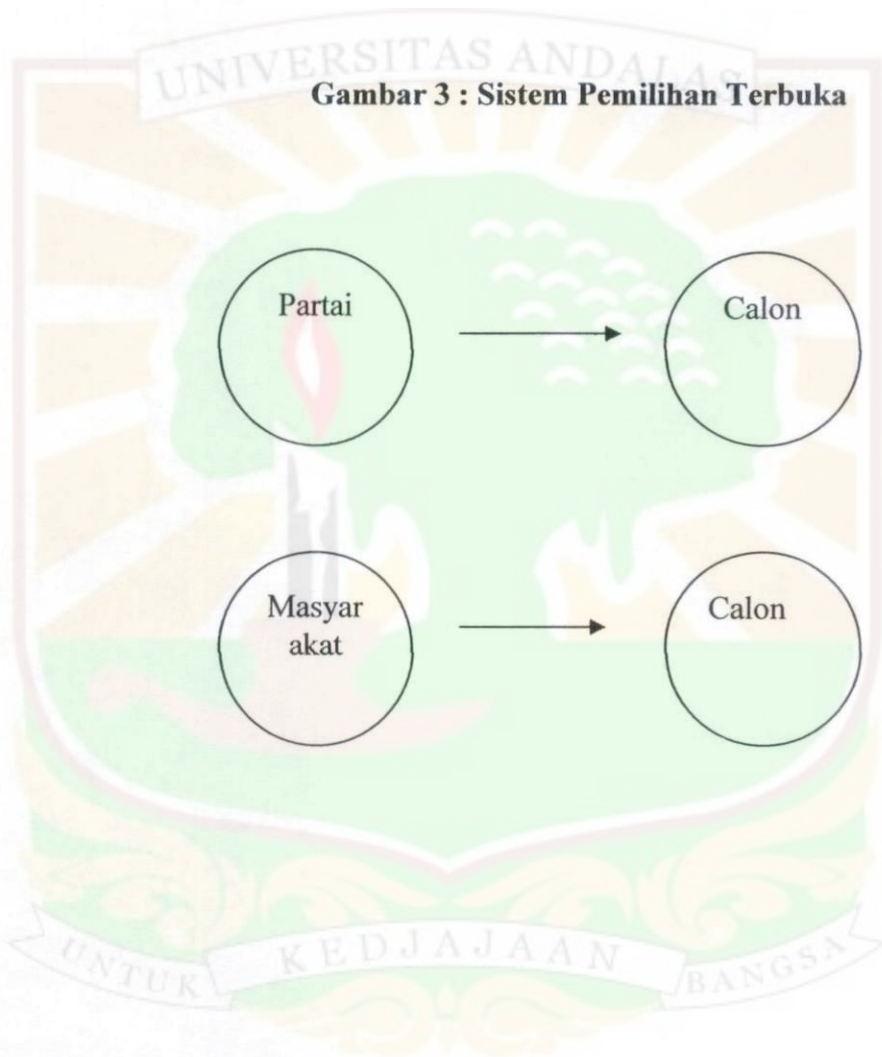 UNIVERSITAS ANDALAS
Gambar 3 : Sistem Pemilihan Terbuka
Partai
Calon
Masyar
akat
Calon
UNTUK KEDJAJAAN BANGSA